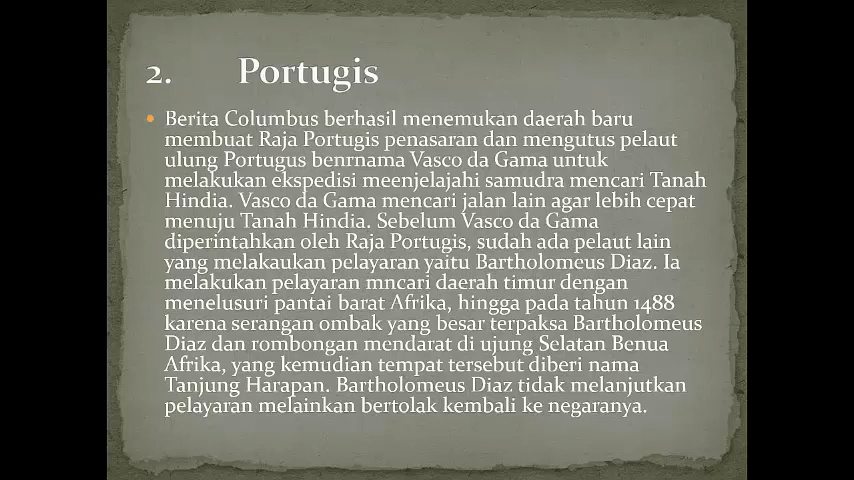 2. Portugis
• Berita Columbus berhasil menemukan daerah baru
membuat Raja Portugis penasaran dan mengutus pelaut
ulung Portugus benrnama Vasco da Gama untuk
melakukan ekspedisi meenjelajahi samudra mencari Tanah
Hindia. Vasco da Gama mencari jalan lain agar lebih cepat
menuju Tanah Hindia. Sebelum Vasco da Gama
diperintahkan oleh Raja Portugis, sudah ada pelaut lain
yang melakaukan pelayaran yaitu Bartholomeus Diaz. Ia
melakukan pelayaran mncari daerah timur dengan
menelusuri pantai barat Afrika, hingga pada tahun 1488
karena serangan ombak yang besar terpaksa Bartholomeus
Diaz dan rombongan mendarat di ujung Selatan Benua
Afrika, yang kemudian tempat tersebut diberi nama
Tanjung Harapan. Bartholomeus Diaz tidak melanjutkan
pelayaran melainkan bertolak kembali ke negaranya.